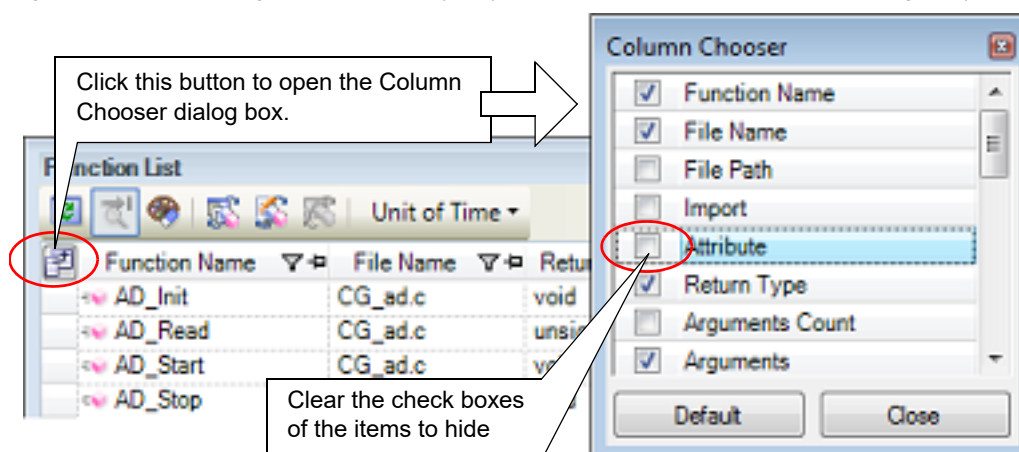 Click this button to open the Column
Chooser dialog box.
Function List
Unit of Time
Function Name File Name
AD_Init CG_ad.c void
AD_Read CG_ad.c
AD_Start CG_ad.c
AD_Stop
Clear the check boxes
of the items to hide
Column Chooser
Function Name
File Name
File Path
Import
Attribute
Return Type
Arguments Count
Arguments
Default Close